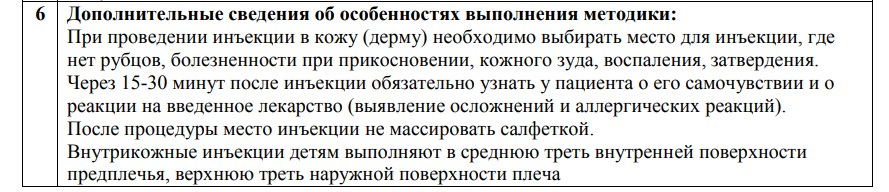 6 Дополнительные сведения об особенностях выполнения методики:
При проведении инъекции в кожу (дерму) необходимо выбирать место для инъекции, где
нет рубцов, болезненности при прикосновении, кожного зуда, воспаления, затвердения.
Через 15-30 минут после инъекции обязательно узнать у пациента о его самочувствии и о
реакции на введенное лекарство (выявление осложнений и аллергических реакций).
После процедуры место инъекции не массировать салфеткой.
Внутрикожные инъекции детям выполняют в среднюю треть внутренней поверхности
предплечья, верхнюю треть наружной поверхности плеча